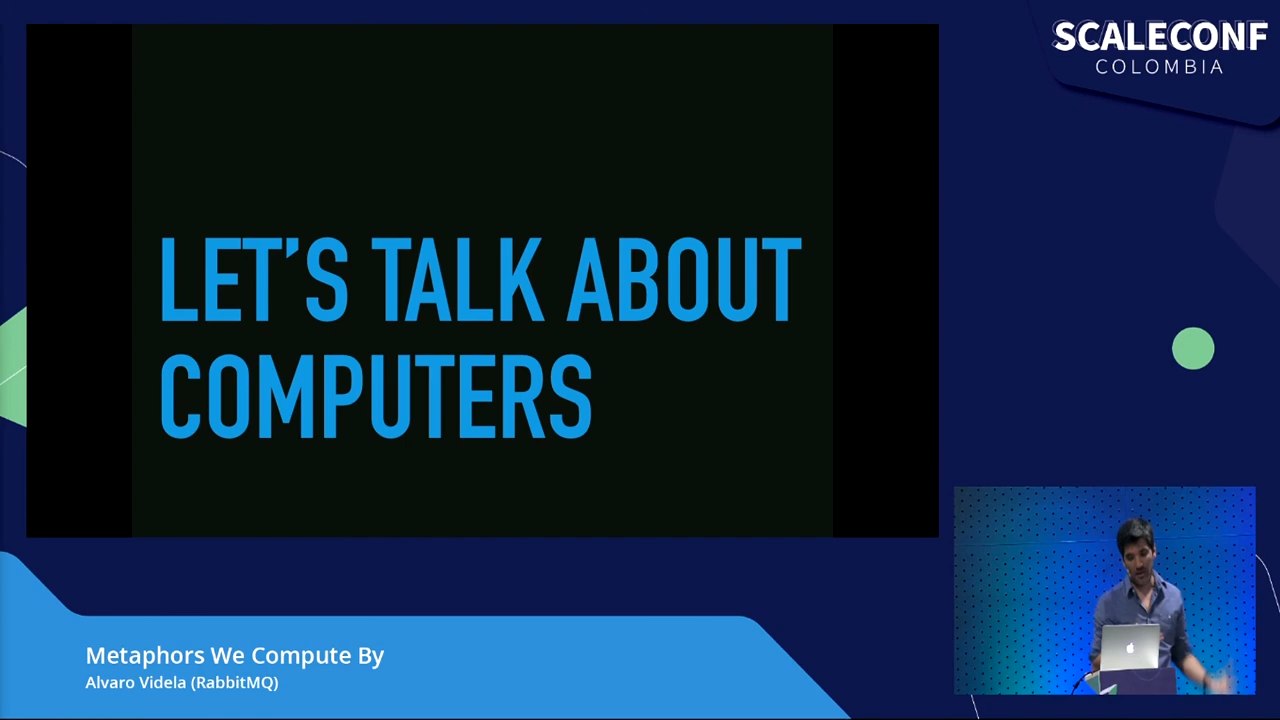 SCALECONF
COLOMBIA
LET'S TALK ABOUT
COMPUTERS
Metaphors We Compute By
Alvaro Videla (RabbitMQ)